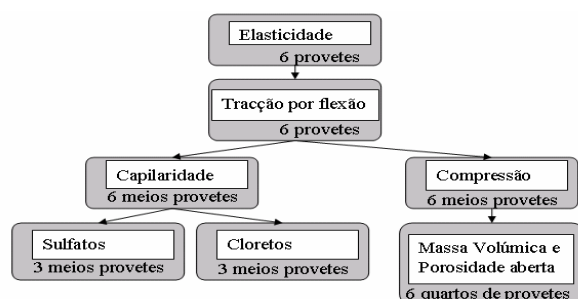 Elasticidade
6 provetes
Tracção por flexão
6 provetes
Capilaridade
6 meios provetes
Compressão
6 meios provetes
Sulfatos
3 meios provetes
Cloretos
3 meios provetes
Massa Volúmica e
Porosidade aberta
6 quartos de provetes